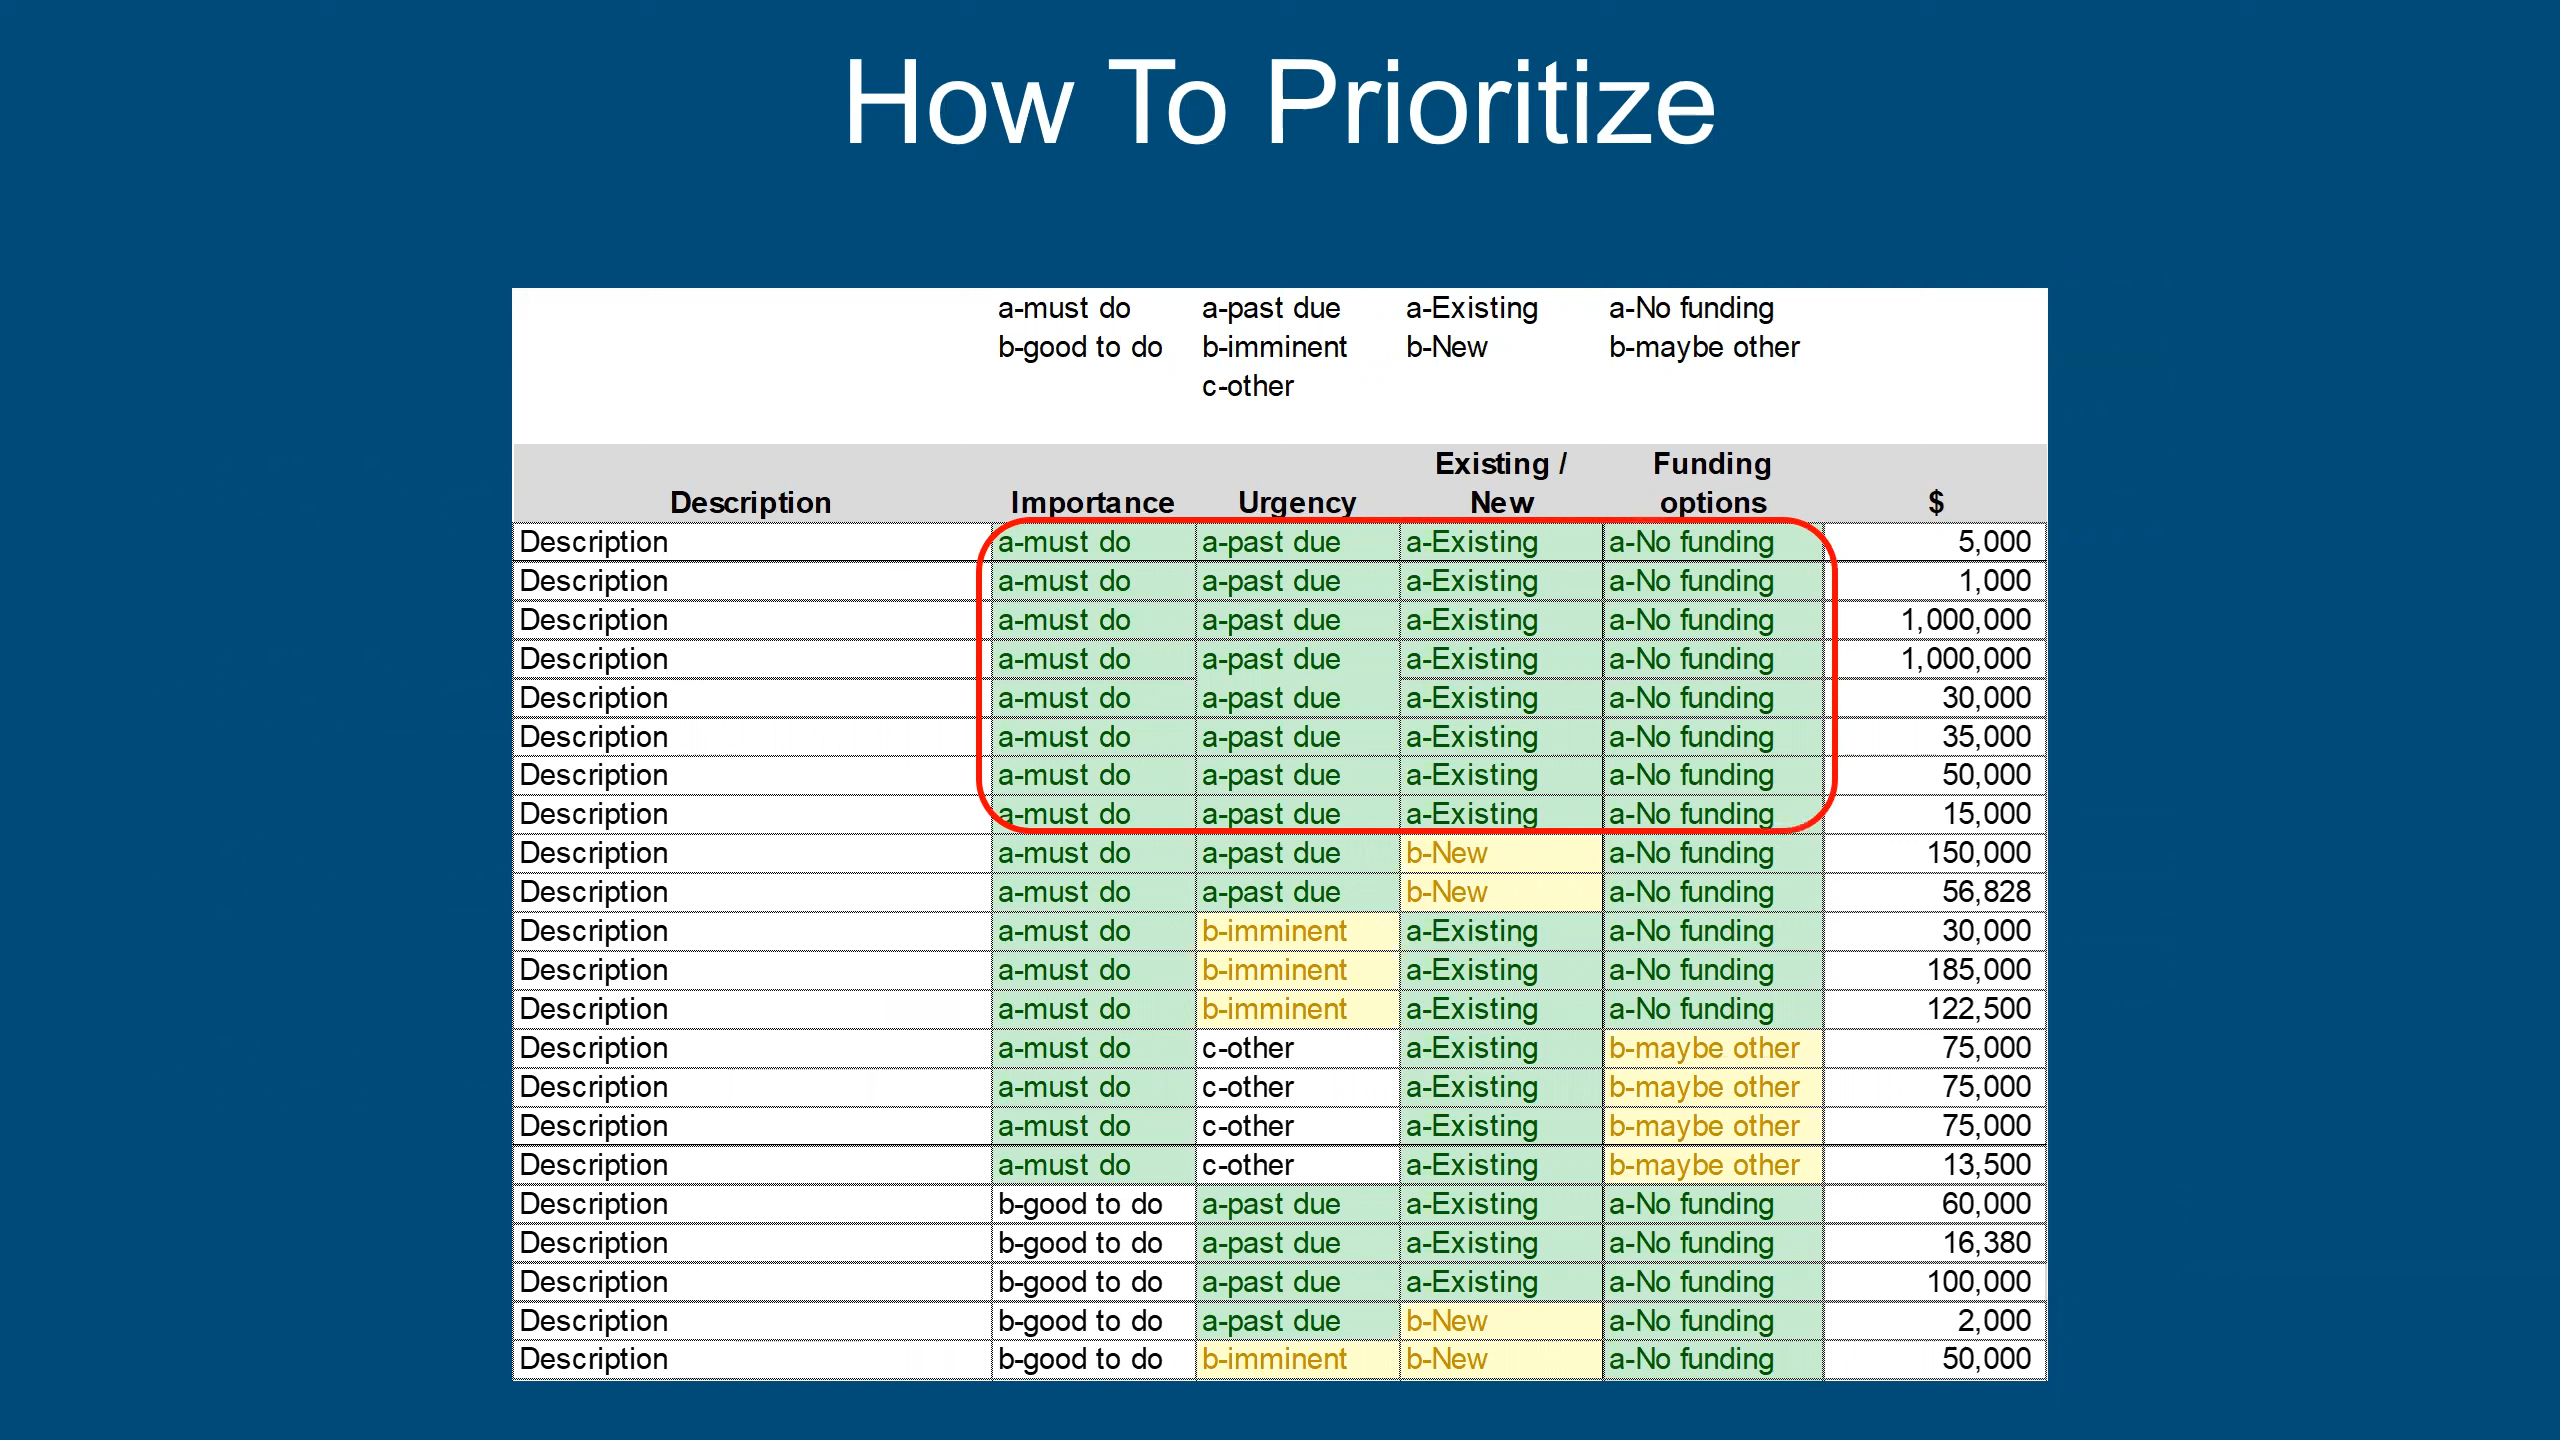 How To Prioritize
a-must do a-past due a-Existing a-No funding
b-good to do b-imminent b-New b-maybe other
c-other
Existing / Funding
Description Importance Urgency New options $
Description a-must do a-past due a-Existing a-No funding 5,000
Description a-must do a-past due a-Existing a-No funding 1,000
Description a-must do a-past due a-Existing a-No funding 1,000,000
Description a-must do a-past due a-Existing a-No funding 1,000,000
Description a-must do a-past due a-Existing a-No funding 30,000
Description a-must do a-past due a-Existing a-No funding 35,000
Description a-must do a-past due a-Existing a-No funding 50,000
Description a-must do a-past due a-Existing a-No funding 15,000
Description a-must do a-past due b-New a-No funding 150,000
Description a-must do a-past due b-New a-No funding 56,828
Description a-must do b-imminent a-Existing a-No funding 30,000
Description a-must do b-imminent a-Existing a-No funding 185,000
Description a-must do b-imminent a-Existing a-No funding 122,500
Description a-must do c-other a-Existing b-maybe other 75,000
Description a-must do c-other a-Existing b-maybe other 75,000
Description a-must do c-other a-Existing b-maybe other 75,000
Description a-must do c-other a-Existing b-maybe other 13,500
Description b-good to do a-past due a-Existing a-No funding 60,000
Description b-good to do a-past due a-Existing a-No funding 16,380
Description b-good to do a-past due a-Existing a-No funding 100,000
Description b-good to do a-past due b-New a-No funding 2,000
Description b-good to do b-imminent b-New a-No funding 50,000